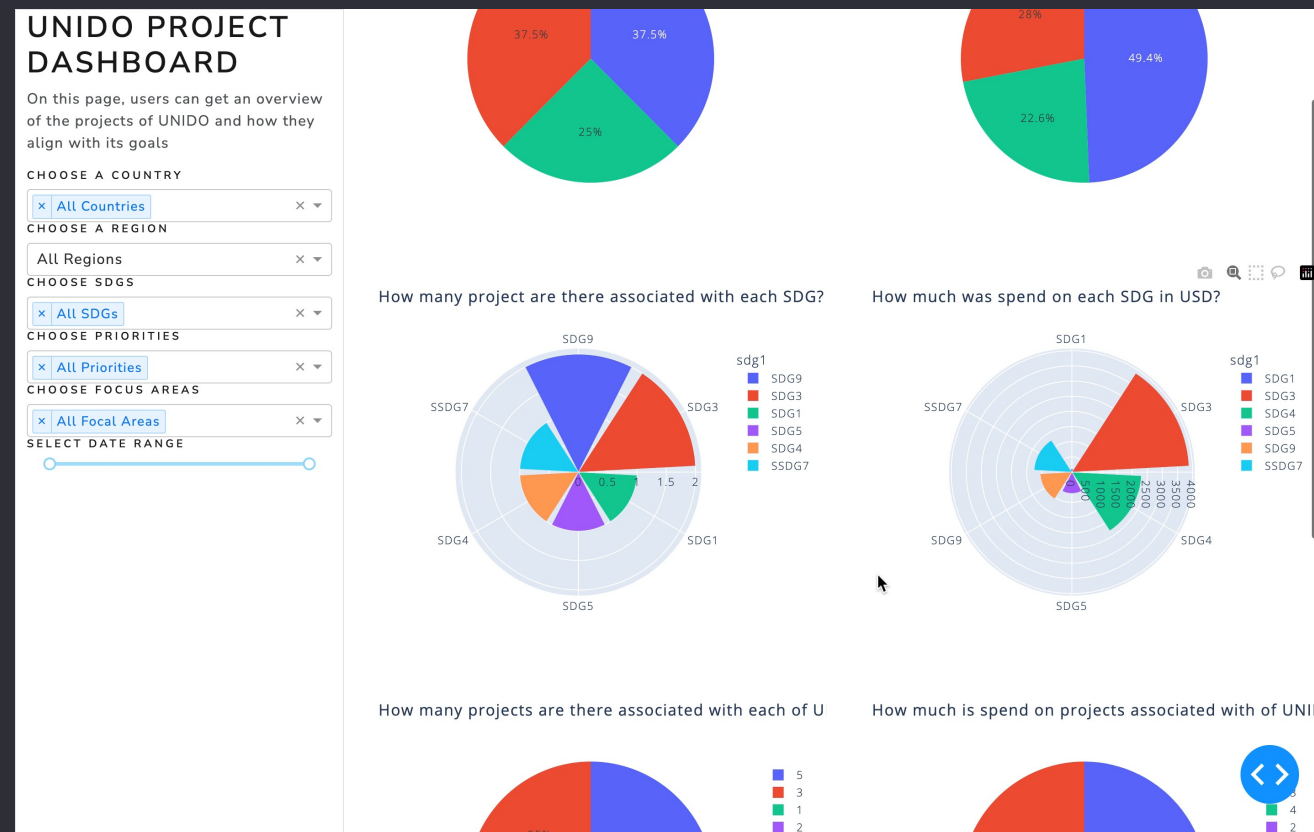 UNIDO PROJECT
DASHBOARD
On this page, users can get an overview
of the projects of UNIDO and how they
align with its goals
CHOOSE A COUNTRY
× All Countries
CHOOSE A REGION
All Regions
CHOOSE SDGS
× All SDGs
CHOOSE PRIORITIES
× All Priorities
CHOOSE FOCUS AREAS
× All Focal Areas
SELECT DATE RANGE
37.5%
37.5%
25%
28%
49.4%
22.6%
How many project are there associated with each SDG?
SDG9
SDG3
SDG1
SDG5
SDG4
SSDG7
0 0.5 1 1.5 2
sdg1
SDG9
SDG3
SDG1
SDG5
SDG4
SSDG7
How much was spend on each SDG in USD?
SDG1
SDG3
SDG4
SDG5
SDG9
SSDG7
0 500 1000 1500 2000 2500 3000 3500 4000
sdg1
SDG1
SDG3
SDG4
SDG5
SDG9
SSDG7
How many projects are there associated with each of U
5
3
1
2
How much is spend on projects associated with of UNI
4
2